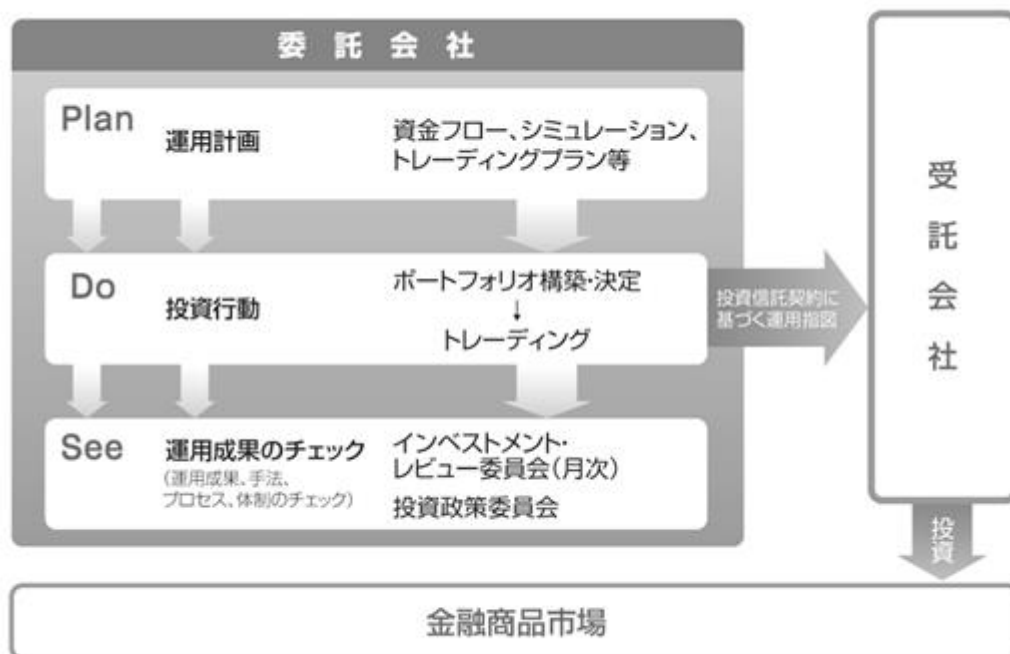 委託会社
Plan
運用計画
資金フロー、シミュレーション、
トレーディングプラン等
Do
投資行動
ポートフォリオ構築・決定
↓
トレーディング
投資信託契約に
基づく運用指図
See
運用成果のチェック
(運用成果、手法、
プロセス、体制のチェック)
インベストメント・
レビュー委員会(月次)
投資政策委員会
受託会社
投資
金融商品市場